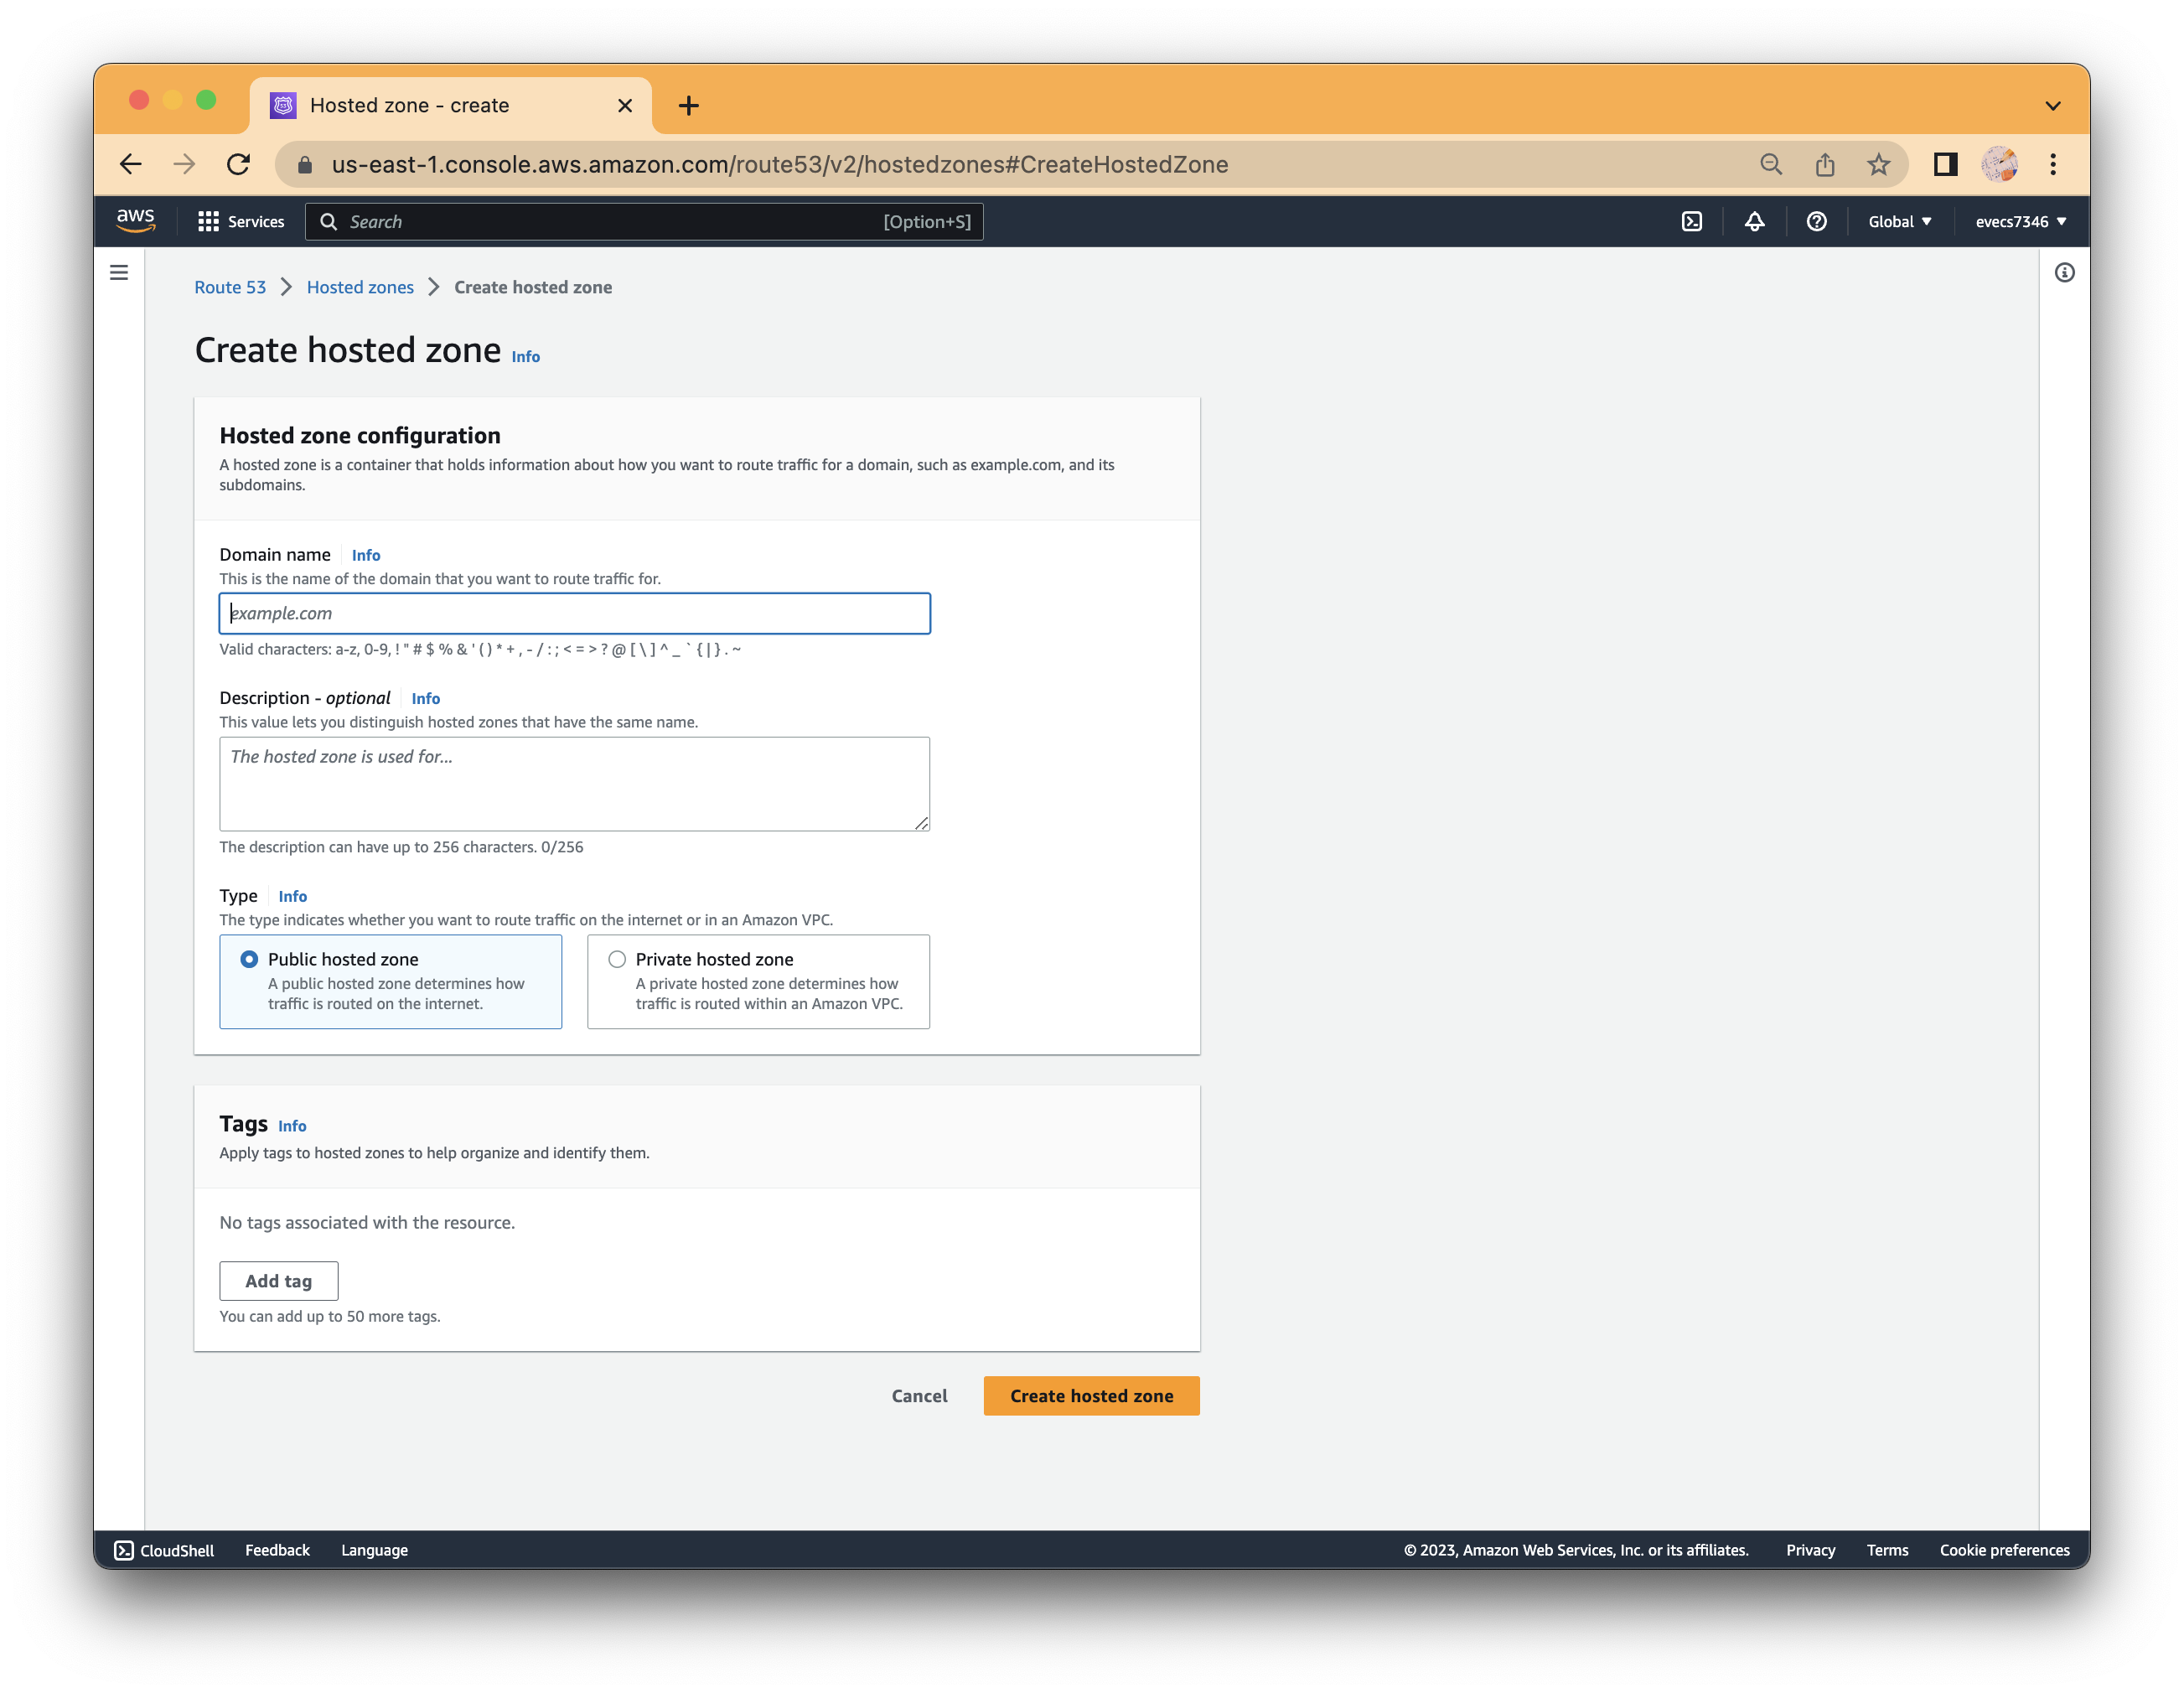 Hosted zone - create
us-east-1.console.aws.amazon.com/route53/v2/hostedzones#CreateHostedZone
aws
Services
Search
[Option+S]
Global
evecs7346
Route 53
Hosted zones
Create hosted zone
Create hosted zone Info
Hosted zone configuration
A hosted zone is a container that holds information about how you want to route traffic for a domain, such as example.com, and its
subdomains.
Domain name Info
This is the name of the domain that you want to route traffic for.
example.com
Valid characters: a-z, 0-9, ! " # $ % & ' ( ) * + , - / : ; < = > ? @ [ \ ] ^ _ ` { | } . ~
Description - optional Info
This value lets you distinguish hosted zones that have the same name.
The hosted zone is used for...
The description can have up to 256 characters. 0/256
Type Info
The type indicates whether you want to route traffic on the internet or in an Amazon VPC.
Public hosted zone
A public hosted zone determines how
traffic is routed on the internet.
Private hosted zone
A private hosted zone determines how
traffic is routed within an Amazon VPC.
Tags Info
Apply tags to hosted zones to help organize and identify them.
No tags associated with the resource.
Add tag
You can add up to 50 more tags.
Cancel
Create hosted zone
CloudShell
Feedback
Language
© 2023, Amazon Web Services, Inc. or its affiliates.
Privacy
Terms
Cookie preferences